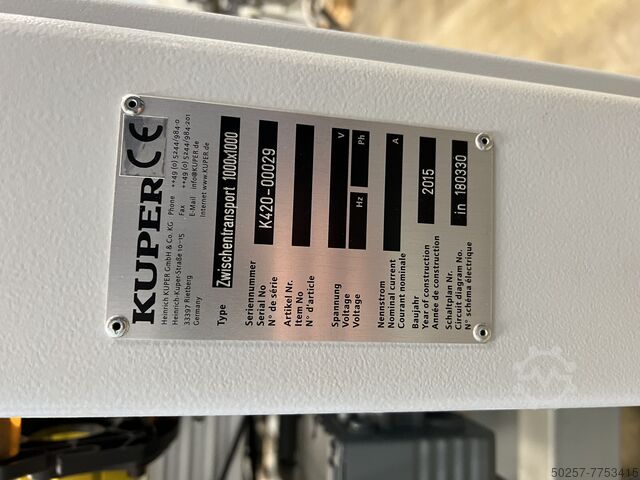 KUPER CE
Heinrich KUPER GmbH & Co. KG
Heinrich-Kuper-Straße 10-15
33397 Rietberg
Germany
Phone ++49 (0) 5244/984-0
Fax ++49 (0) 5244/984-201
E-Mail info@KUPER.de
Internet www.KUPER.de
Type Zwischentransport 1000x1000
Seriennummer
Serial No K420-00029
N° de série
Artikel Nr.
Item No
N° d'article
Spannung
Voltage V Hz Ph
Voltage
Nennstrom
Nominal current A
Courant nominale
Baujahr
Year of construction 2015
Année de construction
Schaltplan Nr.
Circuit diagram No. in 180330
N° schéma électrique
50257-7753415